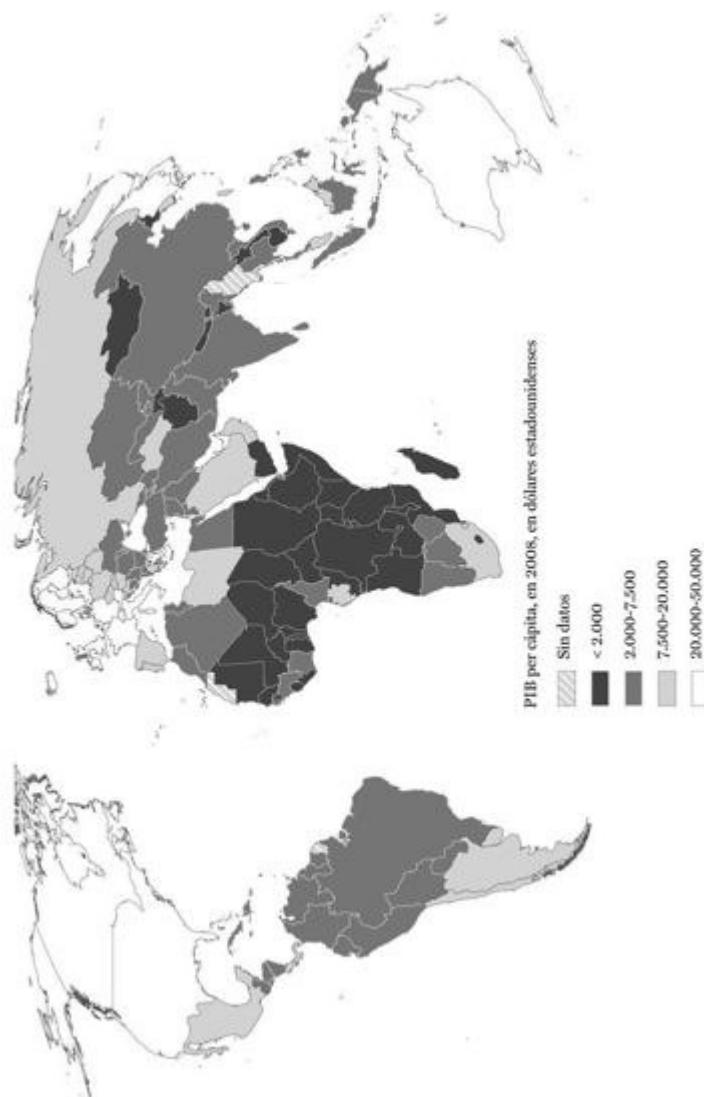 PIB per cápita, en 2008, en dólares estadounidenses
Sin datos
< 2.000
2.000-7.500
7.500-20.000
20.000-50.000